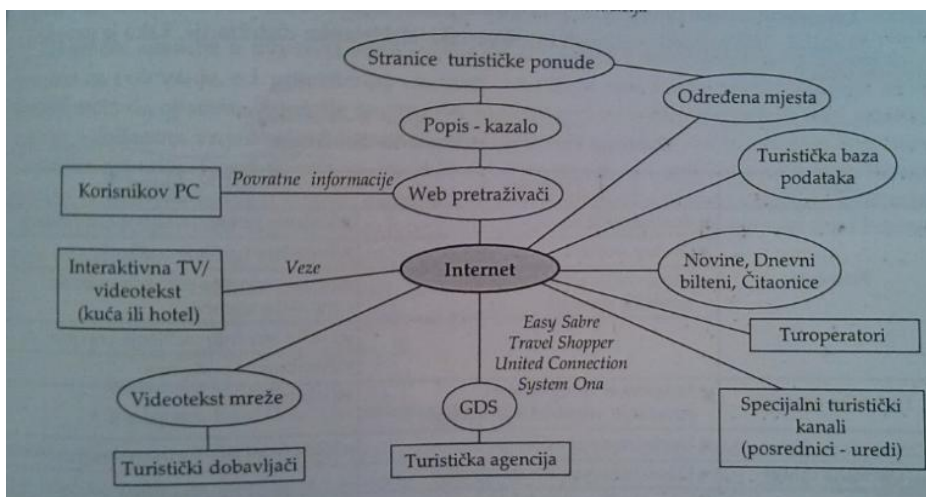 Stranice turističke ponude
Određena mjesta
Popis - kazalo
Turistička baza
podataka
Korisnikov PC
Povratne informacije
Web pretraživači
Interaktivna TV/
videotekst
(kuća ili hotel)
Veze
Internet
Novine, Dnevni
bilteni, Čitaonice
Easy Sabre
Travel Shopper
United Connection
System Ona
Turoperatori
Videotekst mreže
GDS
Specijalni turistički
kanali
(posrednici - uredi)
Turistički dobavljači
Turistička agencija